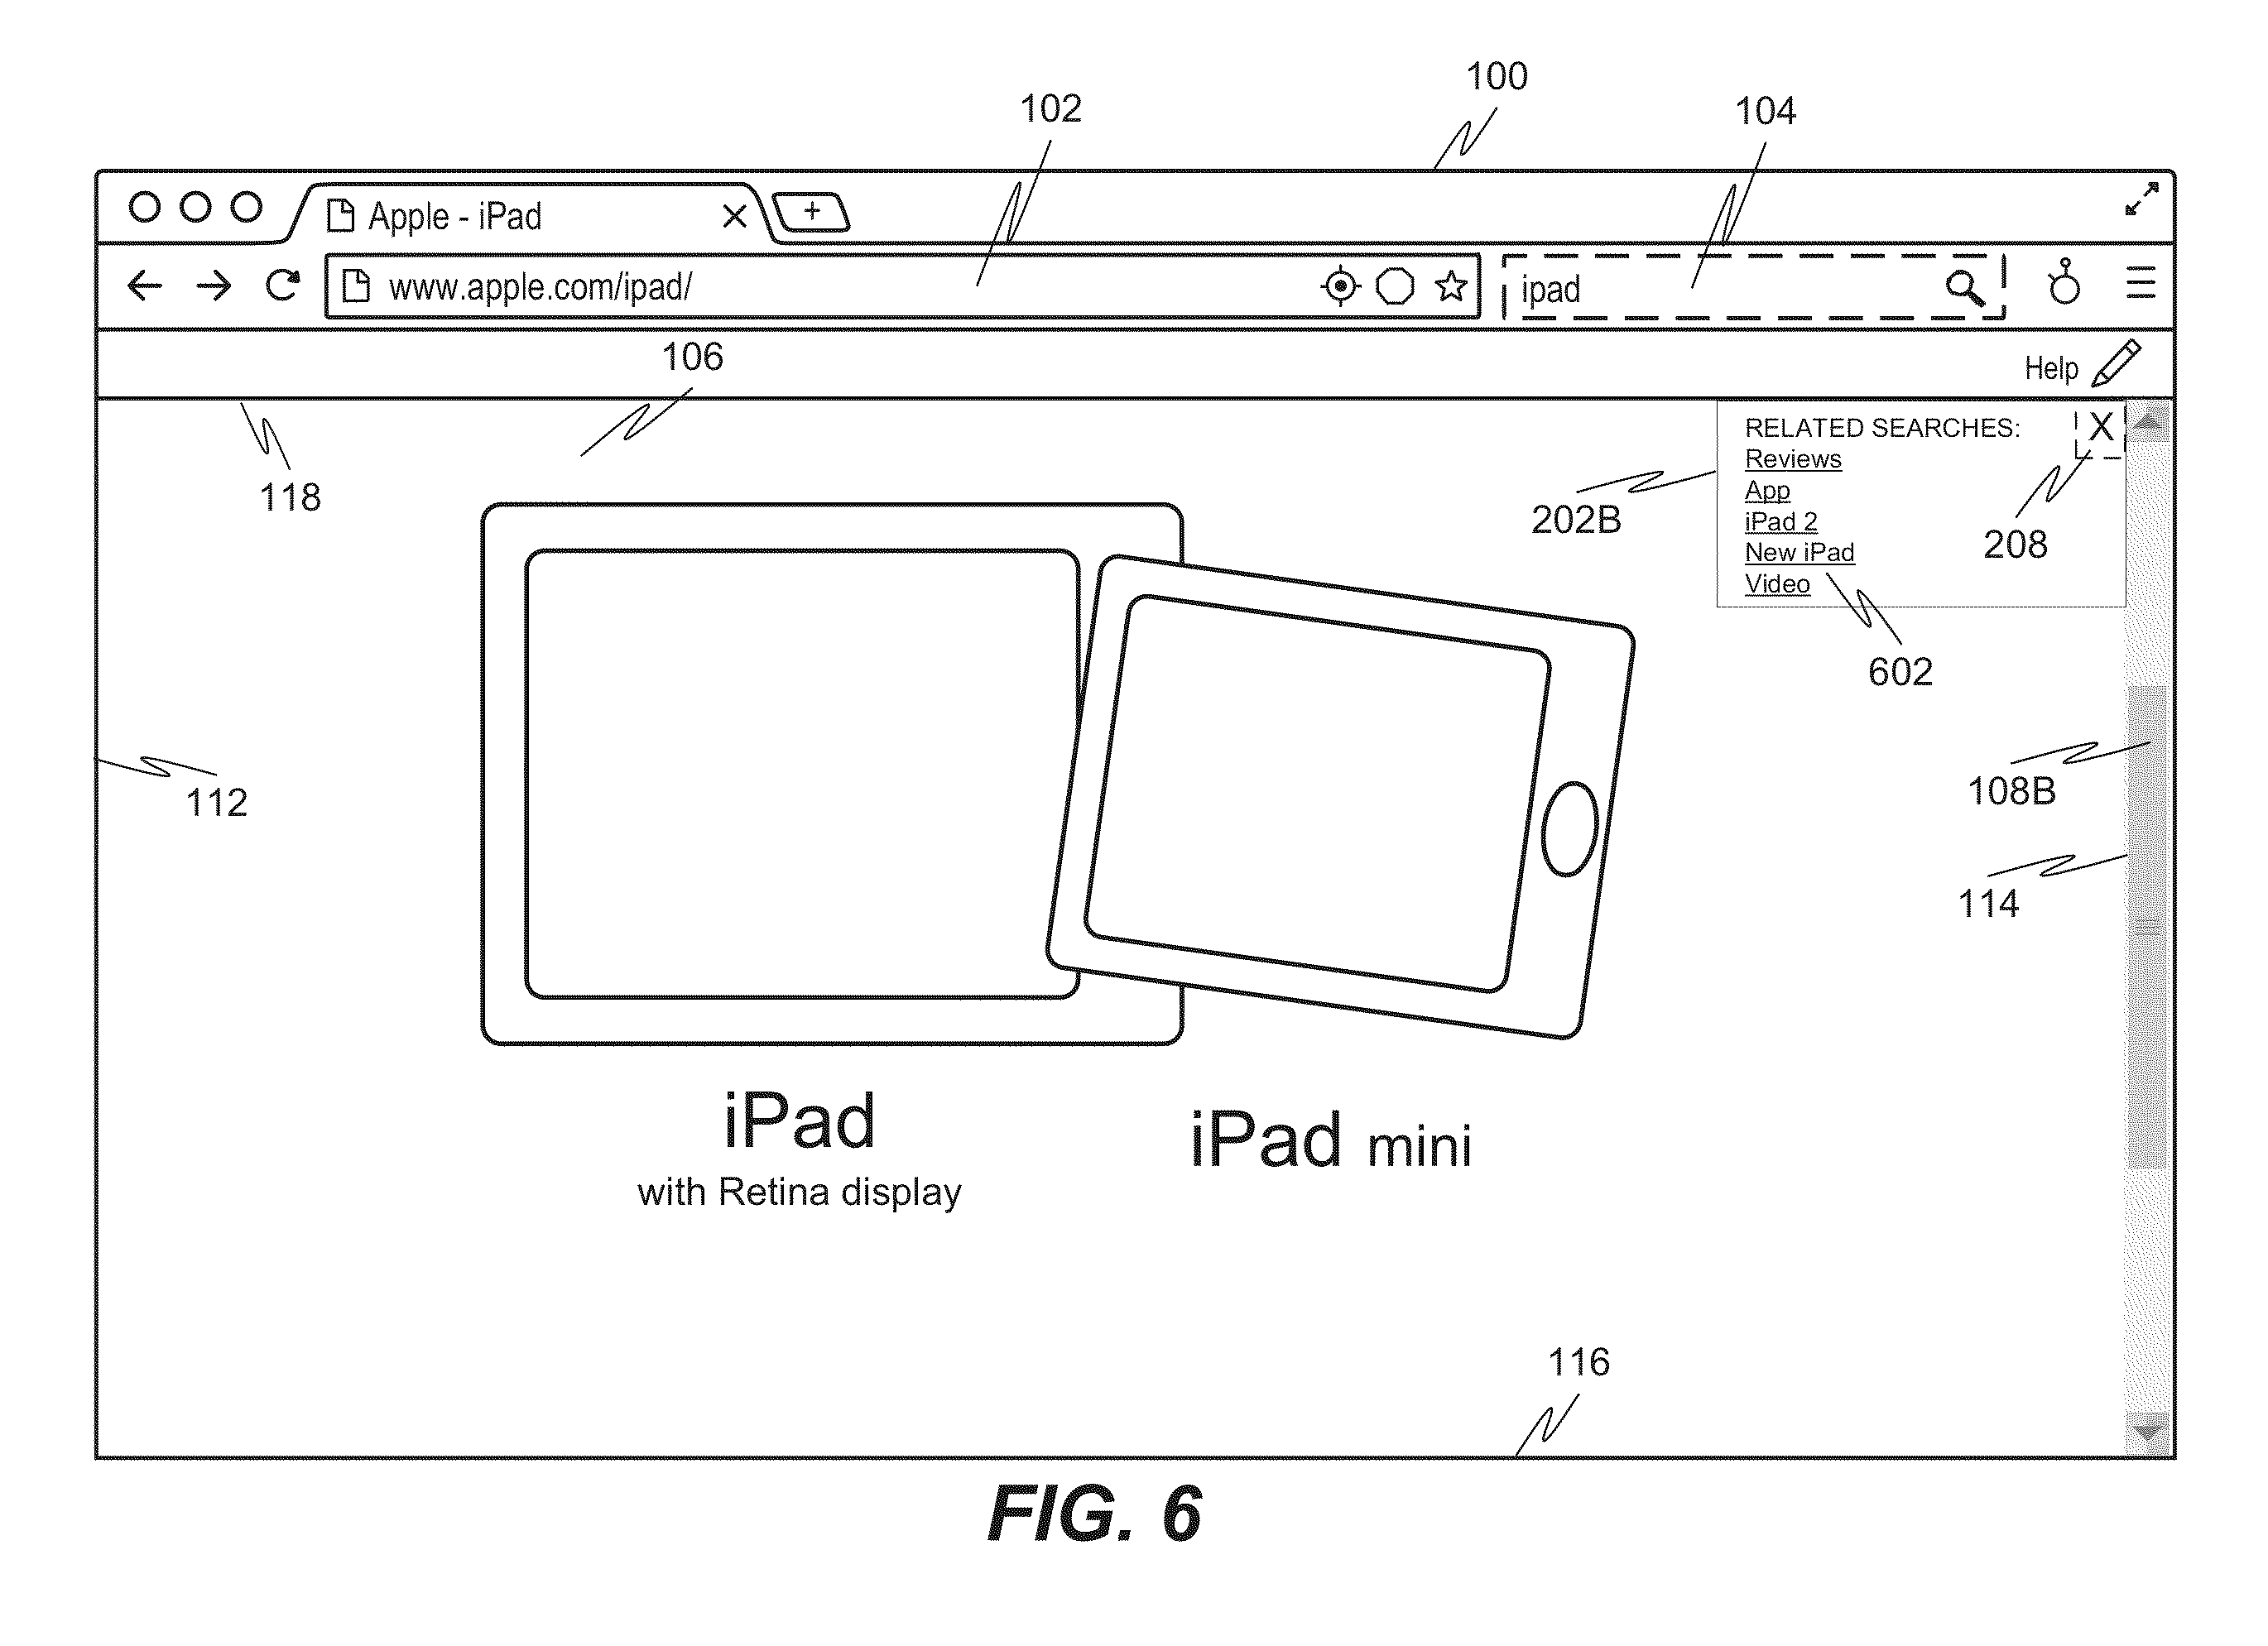 100
102
104
Apple - iPad
www.apple.com/ipad/
ipad
106
Help
118
RELATED SEARCHES:
X
Reviews
App
iPad 2
New iPad
Video
202B
208
602
112
108B
114
iPad
with Retina display
iPad mini
116
FIG. 6